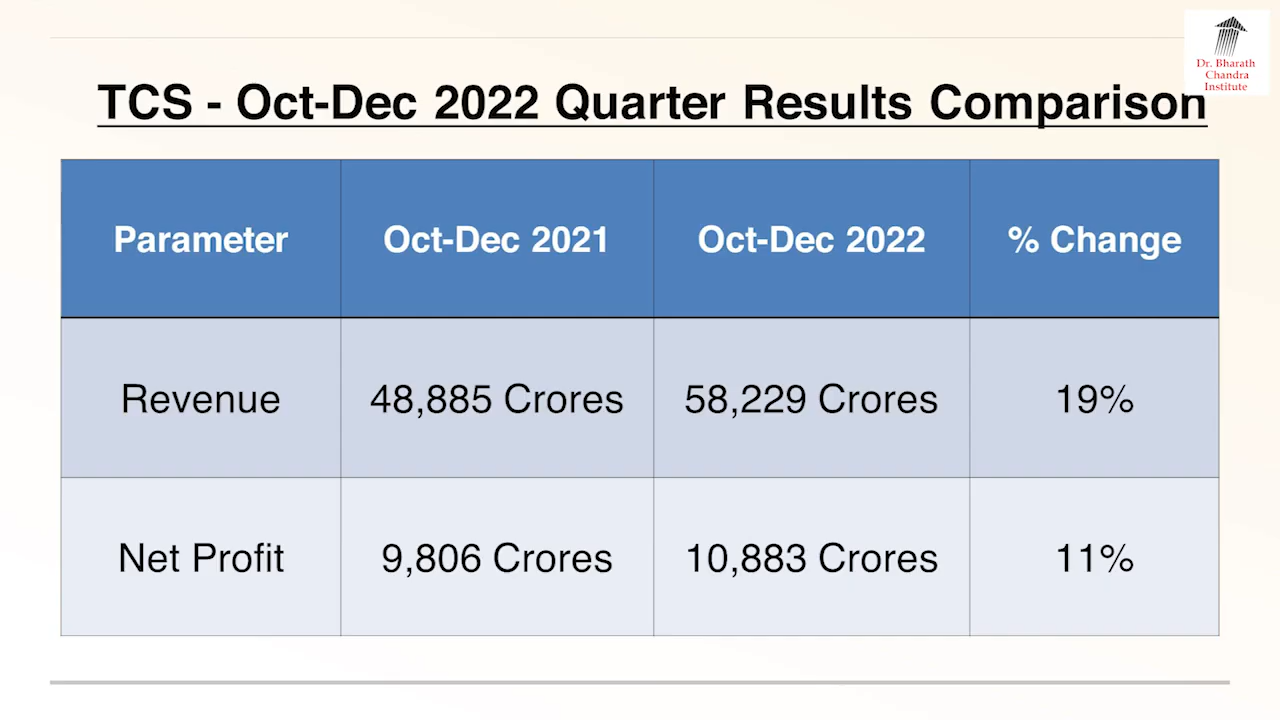 Dr. Bharath
Chandra
Institute
TCS - Oct-Dec 2022 Quarter Results Comparison
Parameter Oct-Dec 2021 Oct-Dec 2022 % Change
Revenue 48,885 Crores 58,229 Crores 19%
Net Profit 9,806 Crores 10,883 Crores 11%